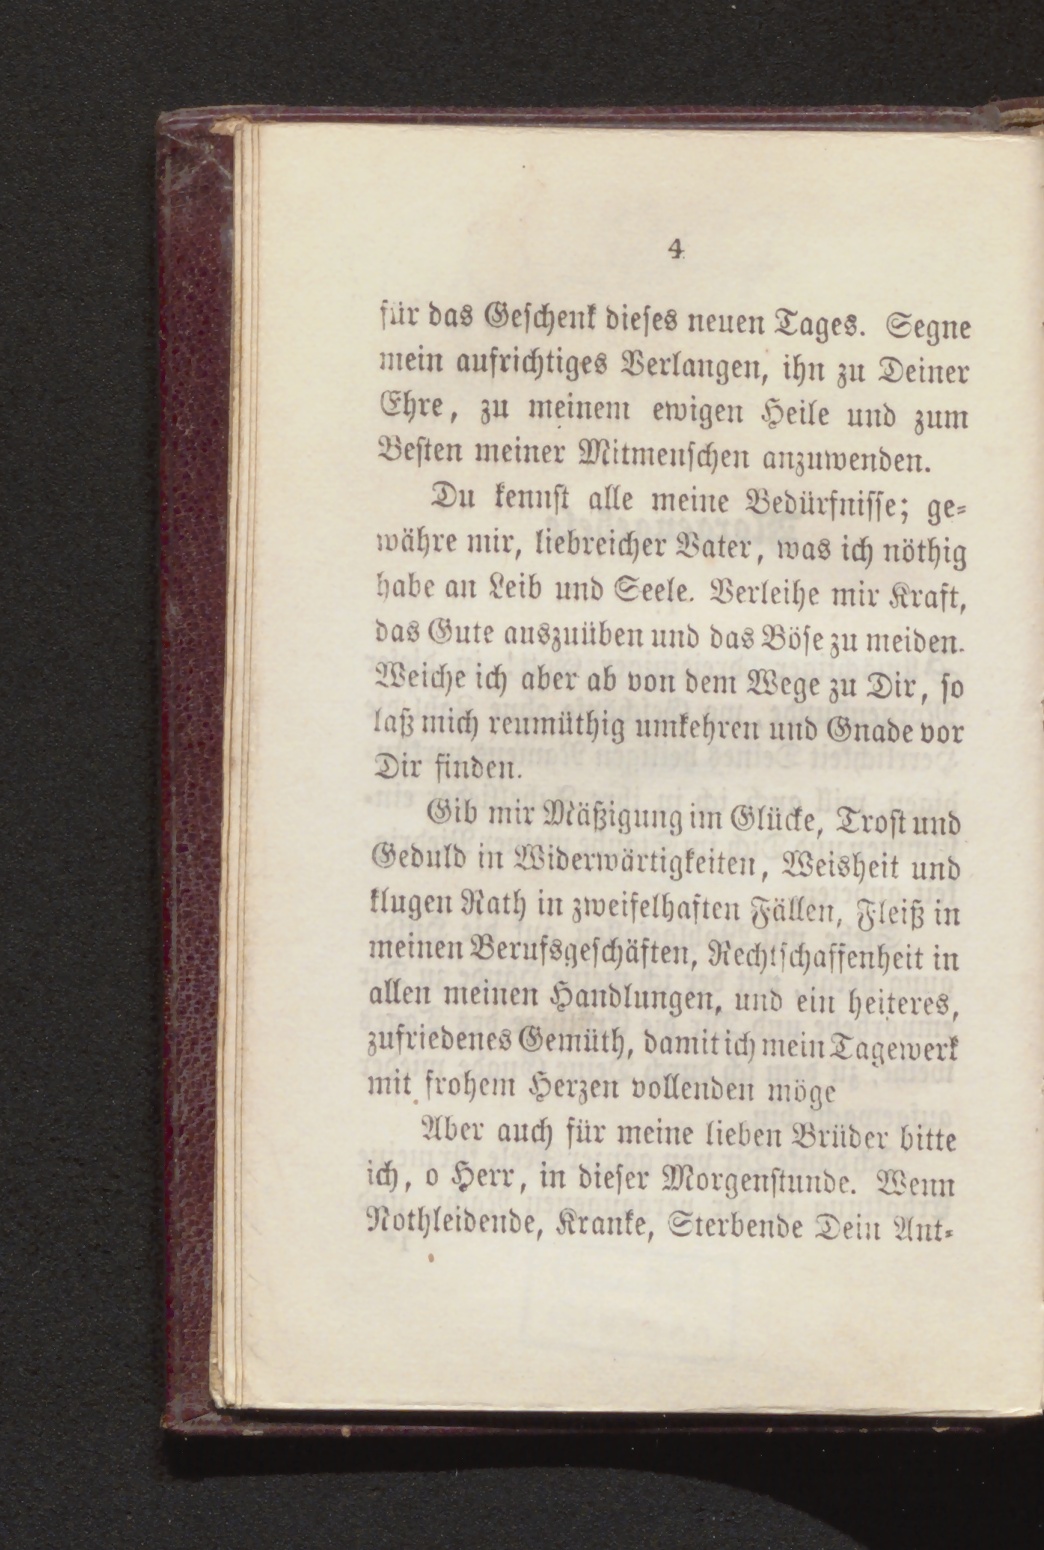 4
für das Geschenk dieses neuen Tages. Segne
mein aufrichtiges Verlangen, ihn zu Deiner
Ehre, zu meinem ewigen Heile und zum
Besten meiner Mitmenschen anzuwenden.
Du kennst alle meine Bedürfnisse; ge-
währe mir, liebreicher Vater, was ich nöthig
habe an Leib und Seele. Verleihe mir Kraft,
das Gute auszuüben und das Böse zu meiden.
Weiche ich aber ab von dem Wege zu Dir, so
laß mich reumüthig umkehren und Gnade vor
Dir finden.
Gib mir Mäßigung im Glücke, Trost und
Geduld in Widerwärtigkeiten, Weisheit und
klugen Rath in zweifelhaften Fällen, Fleiß in
meinen Berufsgeschäften, Rechtschaffenheit in
allen meinen Handlungen, und ein heiteres,
zufriedenes Gemüth, damit ich mein Tagewerk
mit frohem Herzen vollenden möge
Aber auch für meine lieben Brüder bitte
ich, o Herr, in dieser Morgenstunde. Wenn
Nothleidende, Kranke, Sterbende Dein Ant-